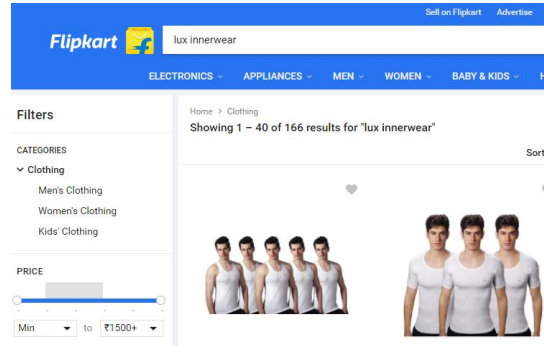 Sell on Flipkart Advertise
Flipkart
lux innerwear
ELECTRONICS APPLIANCES MEN WOMEN BABY & KIDS
Filters
Home > Clothing
Showing 1 – 40 of 166 results for "lux innerwear"
CATEGORIES
Sort
Clothing
Men's Clothing
Women's Clothing
Kids' Clothing
PRICE
Min to ₹1500+